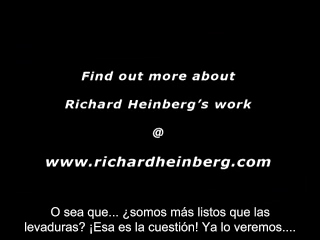 Find out more about
Richard Heinberg's work
@
www.richardheinberg.com
O sea que... ¿somos más listos que las
levaduras? ¡Esa es la cuestión! Ya lo veremos....